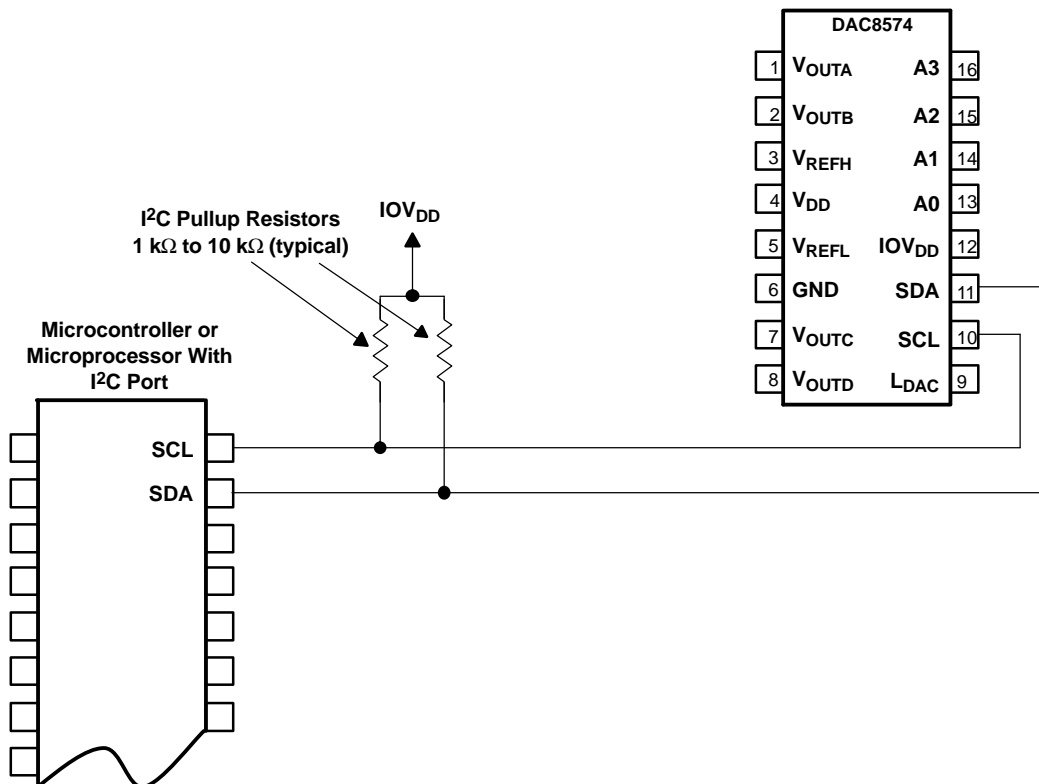 DAC8574
1 VOUTA A3 16
2 VOUTB A2 15
3 VREFH A1 14
4 VDD A0 13
5 VREFL IOVDD 12
6 GND SDA 11
7 VOUTC SCL 10
8 VOUTD LDAC 9
I2C Pullup Resistors
1 kΩ to 10 kΩ (typical)
IOVDD
Microcontroller or
Microprocessor With
I2C Port
SCL
SDA